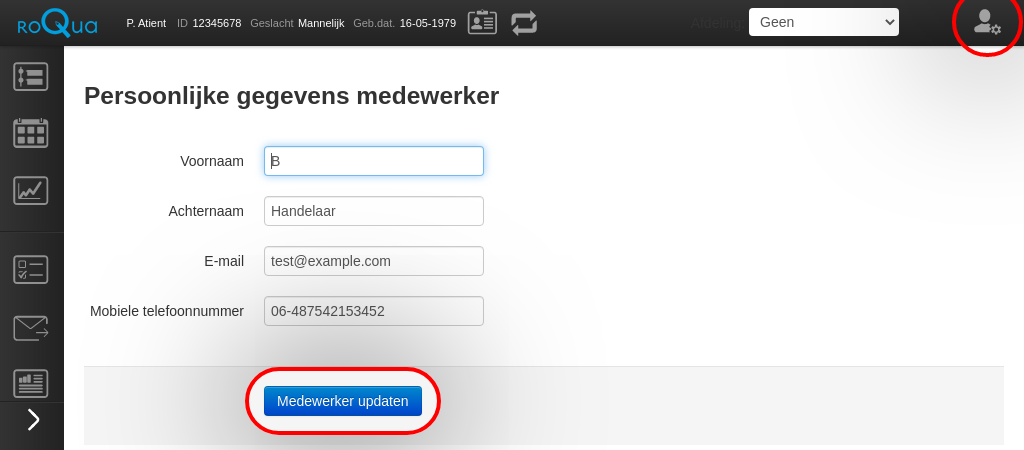 roQua P. Atient ID 12345678 Geslacht Mannelijk Geb.dat. 16-05-1979 Afdeling Geen
Persoonlijke gegevens medewerker
Voornaam B
Achternaam Handelaar
E-mail test@example.com
Mobiele telefoonnummer 06-487542153452
Medewerker updaten